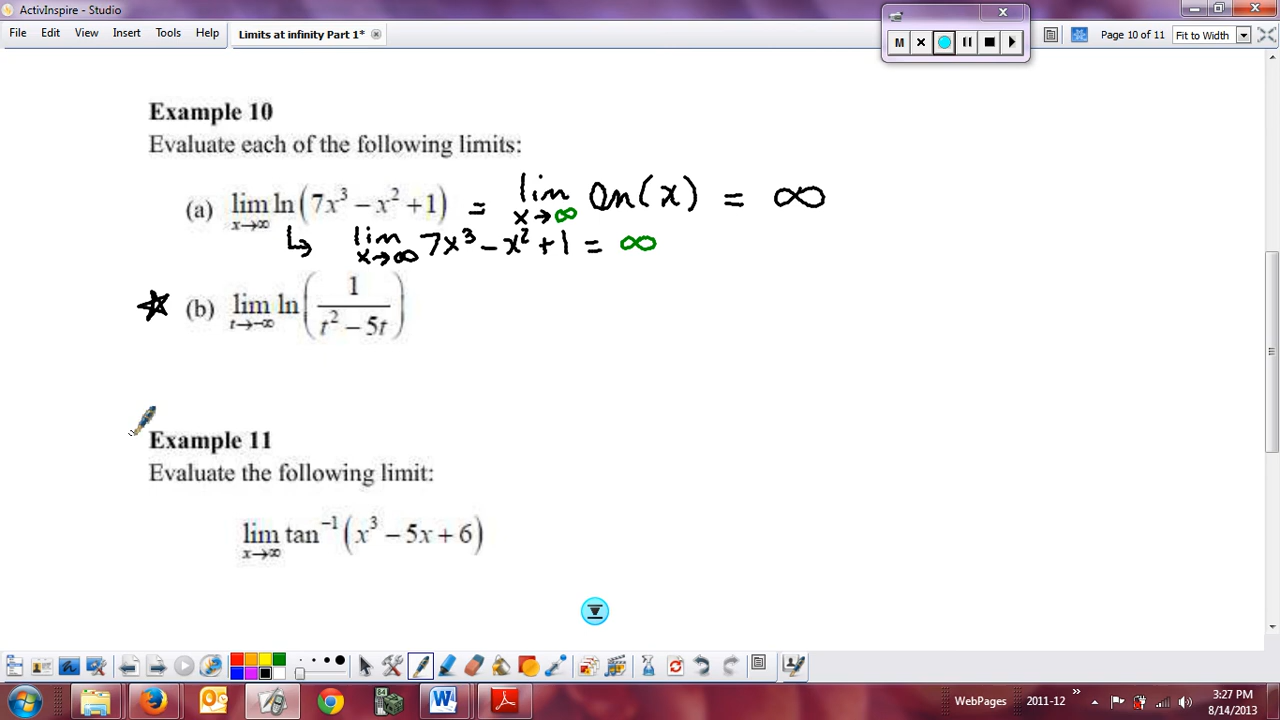 ActivInspire - Studio
File Edit View Insert Tools Help Limits at infinity Part 1* Page 10 of 11 Fit to Width
M
Example 10
Evaluate each of the following limits:
(a) lim x→∞ ln(7x³ − x² + 1) = lim x→∞ ln(x) = ∞
↳ lim x→∞ 7x³ − x² + 1 = ∞
☆ (b) lim t→−∞ ln(1/(t² − 5t))
Example 11
Evaluate the following limit:
lim x→∞ tan⁻¹(x³ − 5x + 6)
WebPages 2011-12 » 3:27 PM
8/14/2013